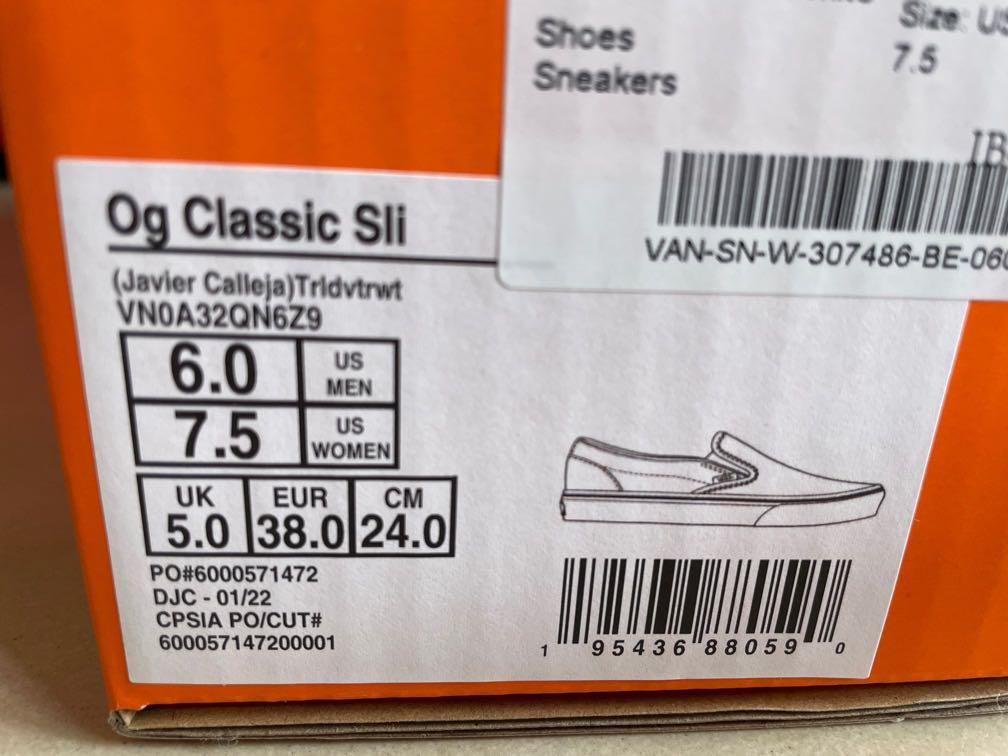 Shoes
Sneakers
Size: US
7.5
VAN-SN-W-307486-BE-060
Og Classic Sli
(Javier Calleja)Trldvtrwt
VN0A32QN6Z9
6.0 US MEN
7.5 US WOMEN
UK EUR CM
5.0 38.0 24.0
PO#6000571472
DJC - 01/22
CPSIA PO/CUT#
600057147200001
1 95436 88059 0